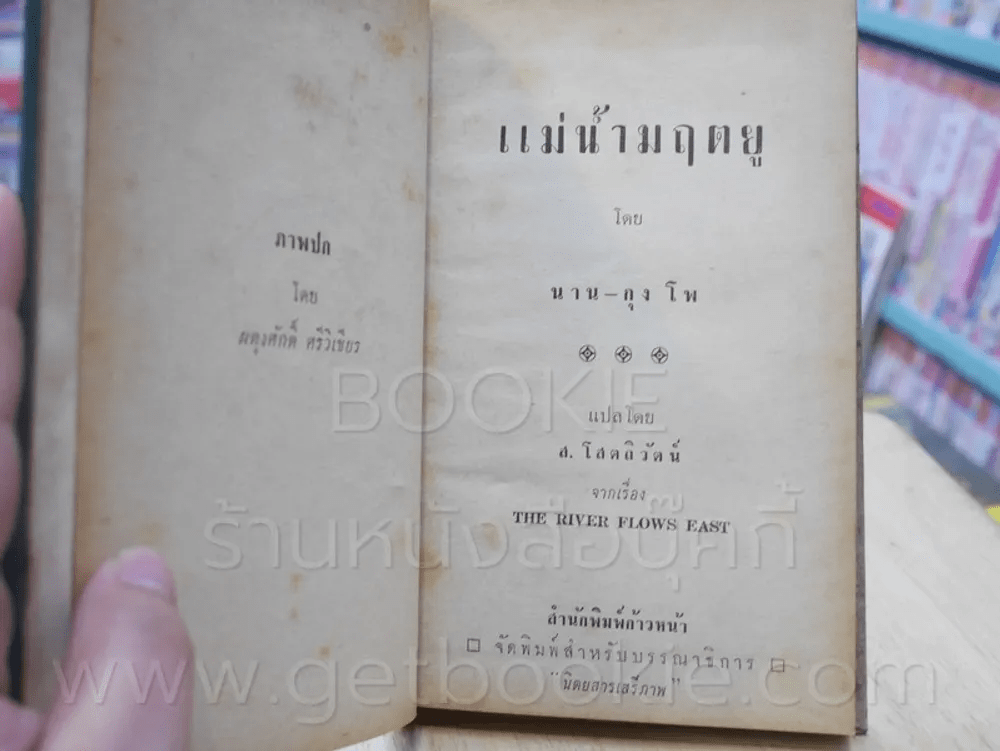 ภาพปก
โดย
ผดุงศักดิ์ ศรีวิเชียร
แม่น้ำมฤตยู
โดย
นาน-กุง โพ
แปลโดย
ส. โสตถิวัตน์
จากเรื่อง
THE RIVER FLOWS EAST
สำนักพิมพ์ก้าวหน้า
จัดพิมพ์สำหรับบรรณาธิการ
"นิตยสารเสรีภาพ"
BOOKIE
ร้านหนังสือบุ๊คกี้
www.getbookie.com